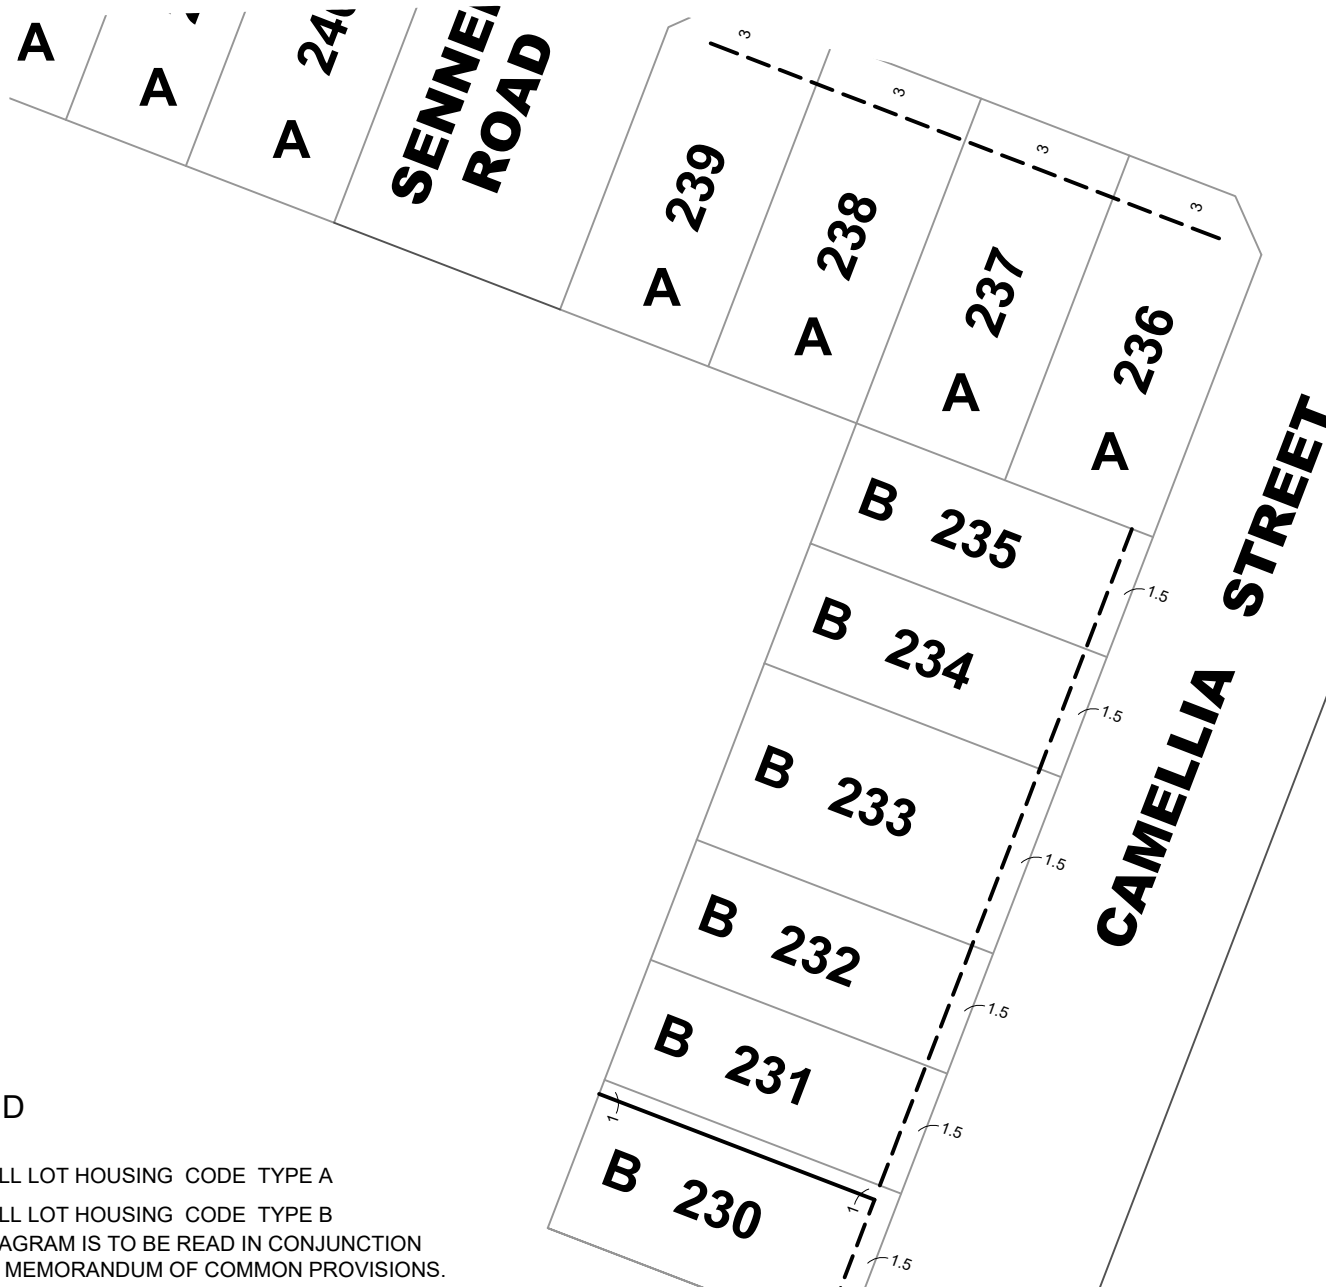 A
A
A
ROAD
3
3
3
3
239
A
238
A
237
A
236
A
B 235
1.5
B 234
1.5
B 233
1.5
B 232
1.5
B 231
1.5
1
B 230
1
1.5
CAMELLIA STREET
D
LL LOT HOUSING CODE TYPE A
LL LOT HOUSING CODE TYPE B
AGRAM IS TO BE READ IN CONJUNCTION
MEMORANDUM OF COMMON PROVISIONS.